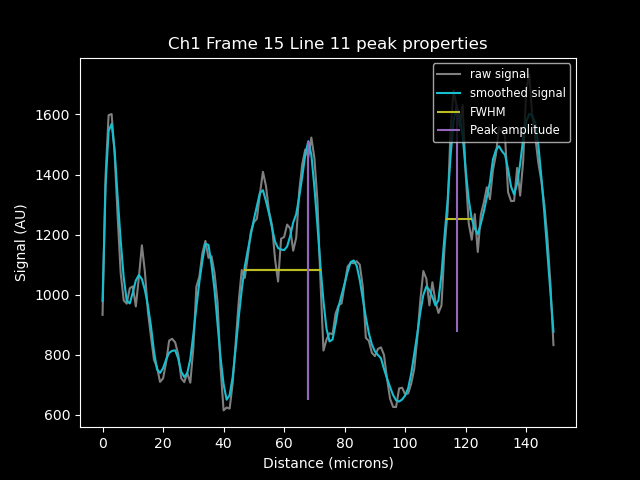 Ch1 Frame 15 Line 11 peak properties
raw signal
smoothed signal
FWHM
Peak amplitude
Signal (AU)
1600
1400
1200
1000
800
600
0 20 40 60 80 100 120 140
Distance (microns)